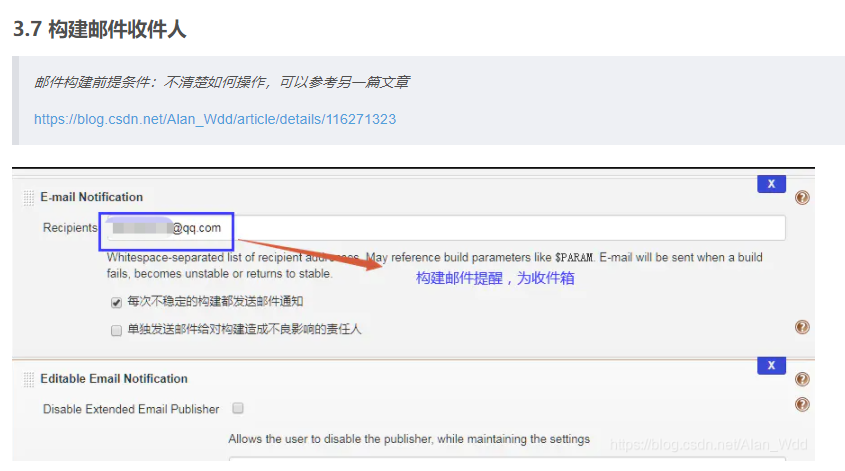 3.7 构建邮件收件人
邮件构建前提条件：不清楚如何操作，可以参考另一篇文章
https://blog.csdn.net/Alan_Wdd/article/details/116271323
X
E-mail Notification
Recipients @qq.com
Whitespace-separated list of recipient addresses. May reference build parameters like $PARAM. E-mail will be sent when a build
fails, becomes unstable or returns to stable.
构建邮件提醒，为收件箱
每次不稳定的构建都发送邮件通知
单独发送邮件给对构建造成不良影响的责任人
X
Editable Email Notification
Disable Extended Email Publisher
Allows the user to disable the publisher, while maintaining the settings
https://blog.csdn.net/Alan_Wdd